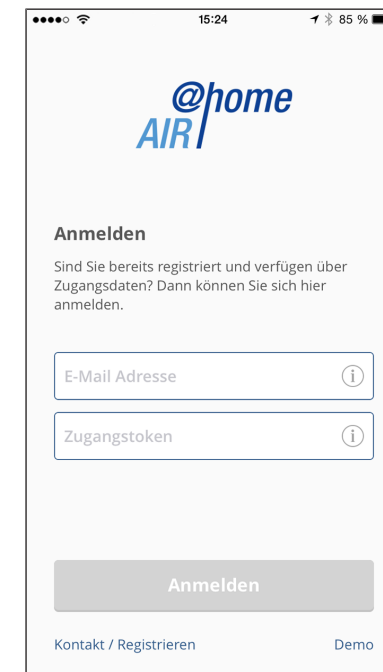 15:24
85 %
@home
AIR
Anmelden
Sind Sie bereits registriert und verfügen über
Zugangsdaten? Dann können Sie sich hier
anmelden.
E-Mail Adresse
i
Zugangstoken
i
Anmelden
Kontakt / Registrieren
Demo